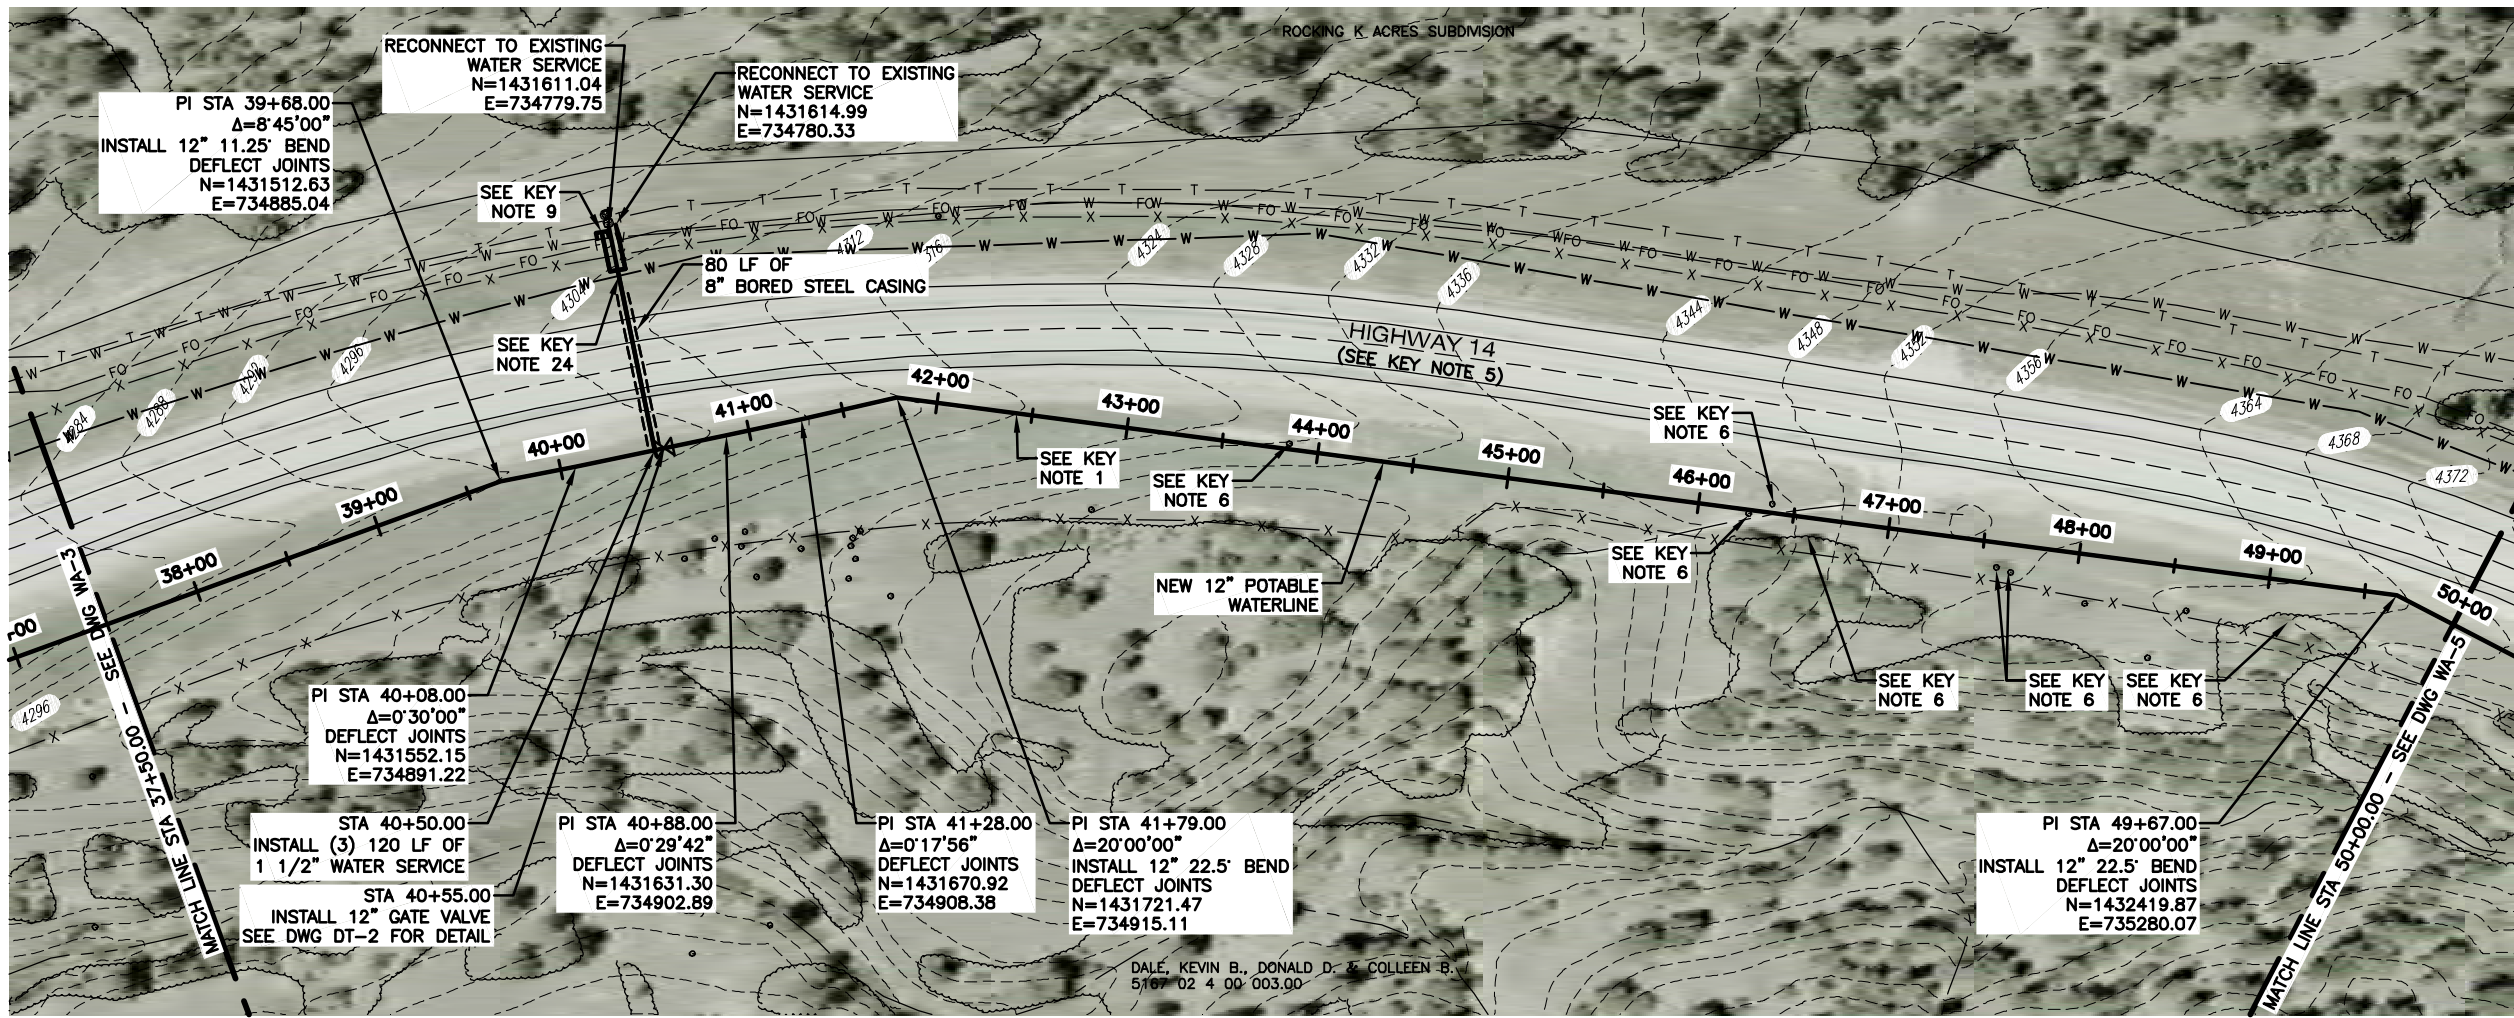 ROCKING K ACRES SUBDIVISION
RECONNECT TO EXISTING
WATER SERVICE
N=1431611.04
E=734779.75
RECONNECT TO EXISTING
WATER SERVICE
N=1431614.99
E=734780.33
PI STA 39+68.00
Δ=8°45'00"
INSTALL 12" 11.25° BEND
DEFLECT JOINTS
N=1431512.63
E=734885.04
SEE KEY
NOTE 9
80 LF OF
8" BORED STEEL CASING
SEE KEY
NOTE 24
HIGHWAY 14
(SEE KEY NOTE 5)
4284
4288
4292
4296
4304
4312
4324
4328
4332
4336
4344
4348
4352
4356
4364
4368
4372
4296
38+00
39+00
40+00
41+00
42+00
43+00
44+00
45+00
46+00
47+00
48+00
49+00
50+00
SEE KEY
NOTE 1
SEE KEY
NOTE 6
SEE KEY
NOTE 6
SEE KEY
NOTE 6
NEW 12" POTABLE
WATERLINE
SEE KEY
NOTE 6
SEE KEY
NOTE 6
SEE KEY
NOTE 6
MATCH LINE STA 37+50.00 - SEE DWG WA-3
PI STA 40+08.00
Δ=0°30'00"
DEFLECT JOINTS
N=1431552.15
E=734891.22
STA 40+50.00
INSTALL (3) 120 LF OF
1 1/2" WATER SERVICE
STA 40+55.00
INSTALL 12" GATE VALVE
SEE DWG DT-2 FOR DETAIL
PI STA 40+88.00
Δ=0°29'42"
DEFLECT JOINTS
N=1431631.30
E=734902.89
PI STA 41+28.00
Δ=0°17'56"
DEFLECT JOINTS
N=1431670.92
E=734908.38
PI STA 41+79.00
Δ=20°00'00"
INSTALL 12" 22.5° BEND
DEFLECT JOINTS
N=1431721.47
E=734915.11
PI STA 49+67.00
Δ=20°00'00"
INSTALL 12" 22.5° BEND
DEFLECT JOINTS
N=1432419.87
E=735280.07
MATCH LINE STA 50+00.00 - SEE DWG WA-5
DALE, KEVIN B., DONALD D. & COLLEEN B.
5167 02 4 00 003.00